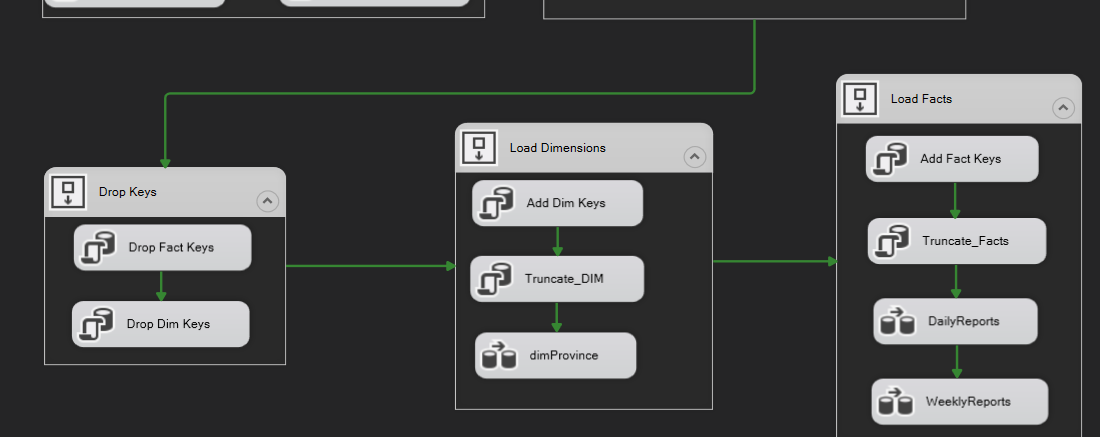 Drop Keys
Drop Fact Keys
Drop Dim Keys
Load Dimensions
Add Dim Keys
Truncate_DIM
dimProvince
Load Facts
Add Fact Keys
Truncate_Facts
DailyReports
WeeklyReports